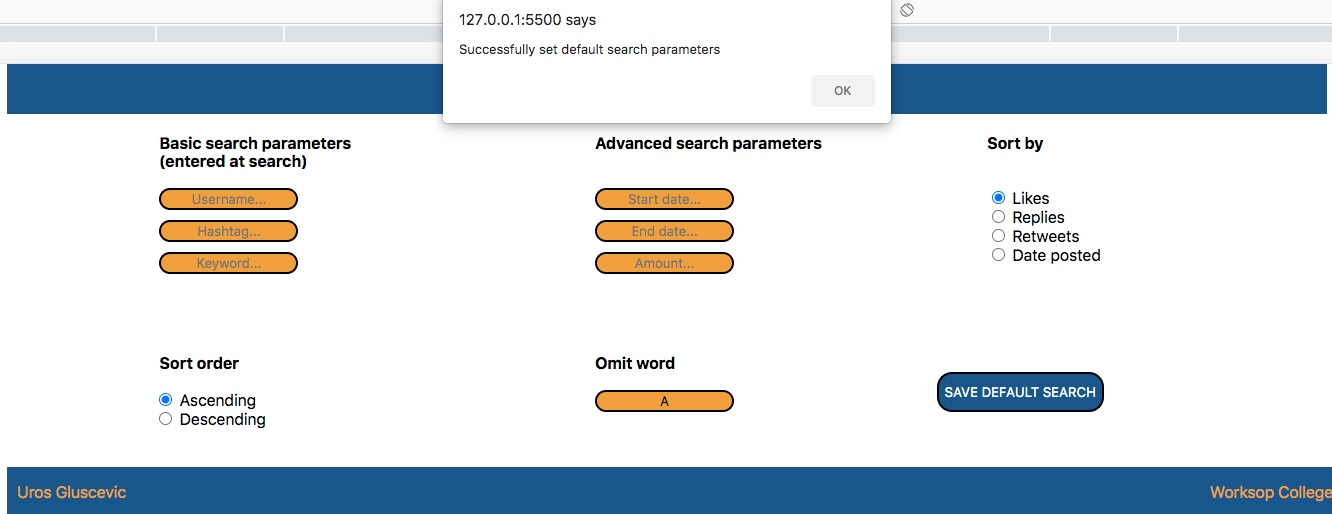 127.0.0.1:5500 says
Successfully set default search parameters
OK
Basic search parameters
(entered at search)
Username...
Hashtag...
Keyword...
Advanced search parameters
Start date...
End date...
Amount...
Sort by
Likes
Replies
Retweets
Date posted
Sort order
Ascending
Descending
Omit word
A
SAVE DEFAULT SEARCH
Uros Gluscevic
Worksop College